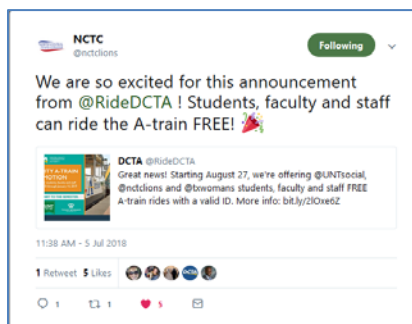 NCTC
@nctclions
Following
We are so excited for this announcement
from @RideDCTA ! Students, faculty and staff
can ride the A-train FREE!
DCTA @RideDCTA
Great news! Starting August 27, we're offering @UNTsocial,
@nctclions and @txwomans students, faculty and staff FREE
A-train rides with a valid ID. More info: bit.ly/2lOxe6Z
11:38 AM - 5 Jul 2018
1 Retweet 5 Likes
1 1 5